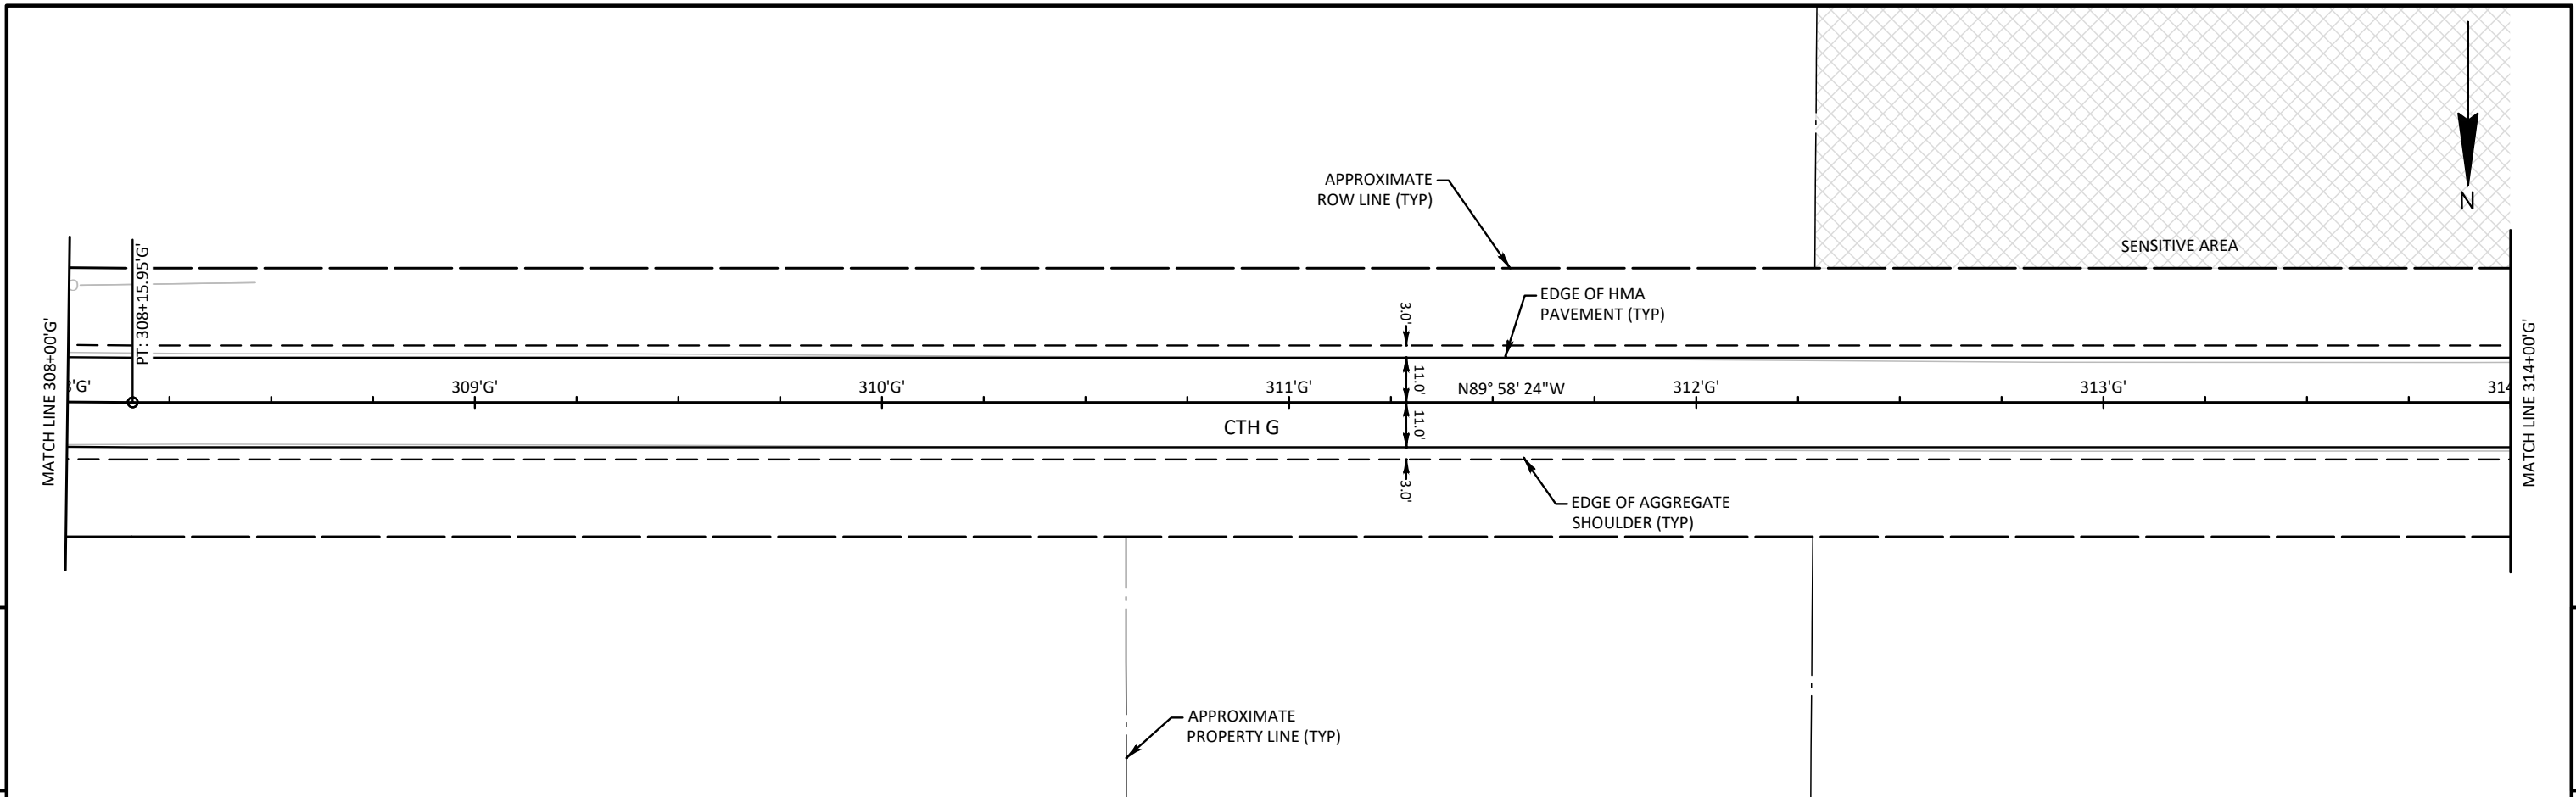 APPROXIMATE
ROW LINE (TYP)
N
SENSITIVE AREA
PT: 308+15.95'G'
EDGE OF HMA
PAVEMENT (TYP)
3.0'
MATCH LINE 308+00'G'
'G'
309'G'
310'G'
311'G'
11.0'
N89° 58' 24"W
312'G'
313'G'
314
MATCH LINE 314+00'G'
CTH G
11.0'
3.0'
EDGE OF AGGREGATE
SHOULDER (TYP)
APPROXIMATE
PROPERTY LINE (TYP)